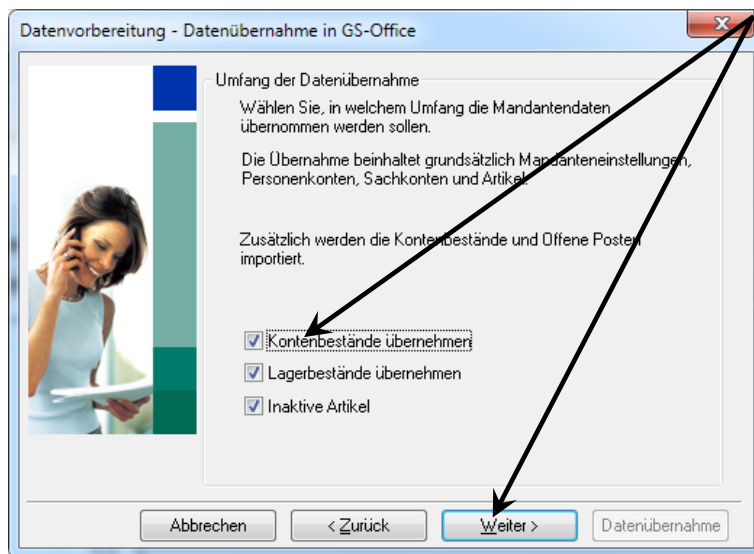 Datenvorbereitung - Datenübernahme in GS-Office
Umfang der Datenübernahme
Wählen Sie, in welchem Umfang die Mandantendaten
übernommen werden sollen.
Die Übernahme beinhaltet grundsätzlich Mandanteneinstellungen,
Personenkonten, Sachkonten und Artikel.
Zusätzlich werden die Kontenbestände und Offene Posten
importiert.
Kontenbestände übernehmen
Lagerbestände übernehmen
Inaktive Artikel
Abbrechen
< Zurück
Weiter >
Datenübernahme